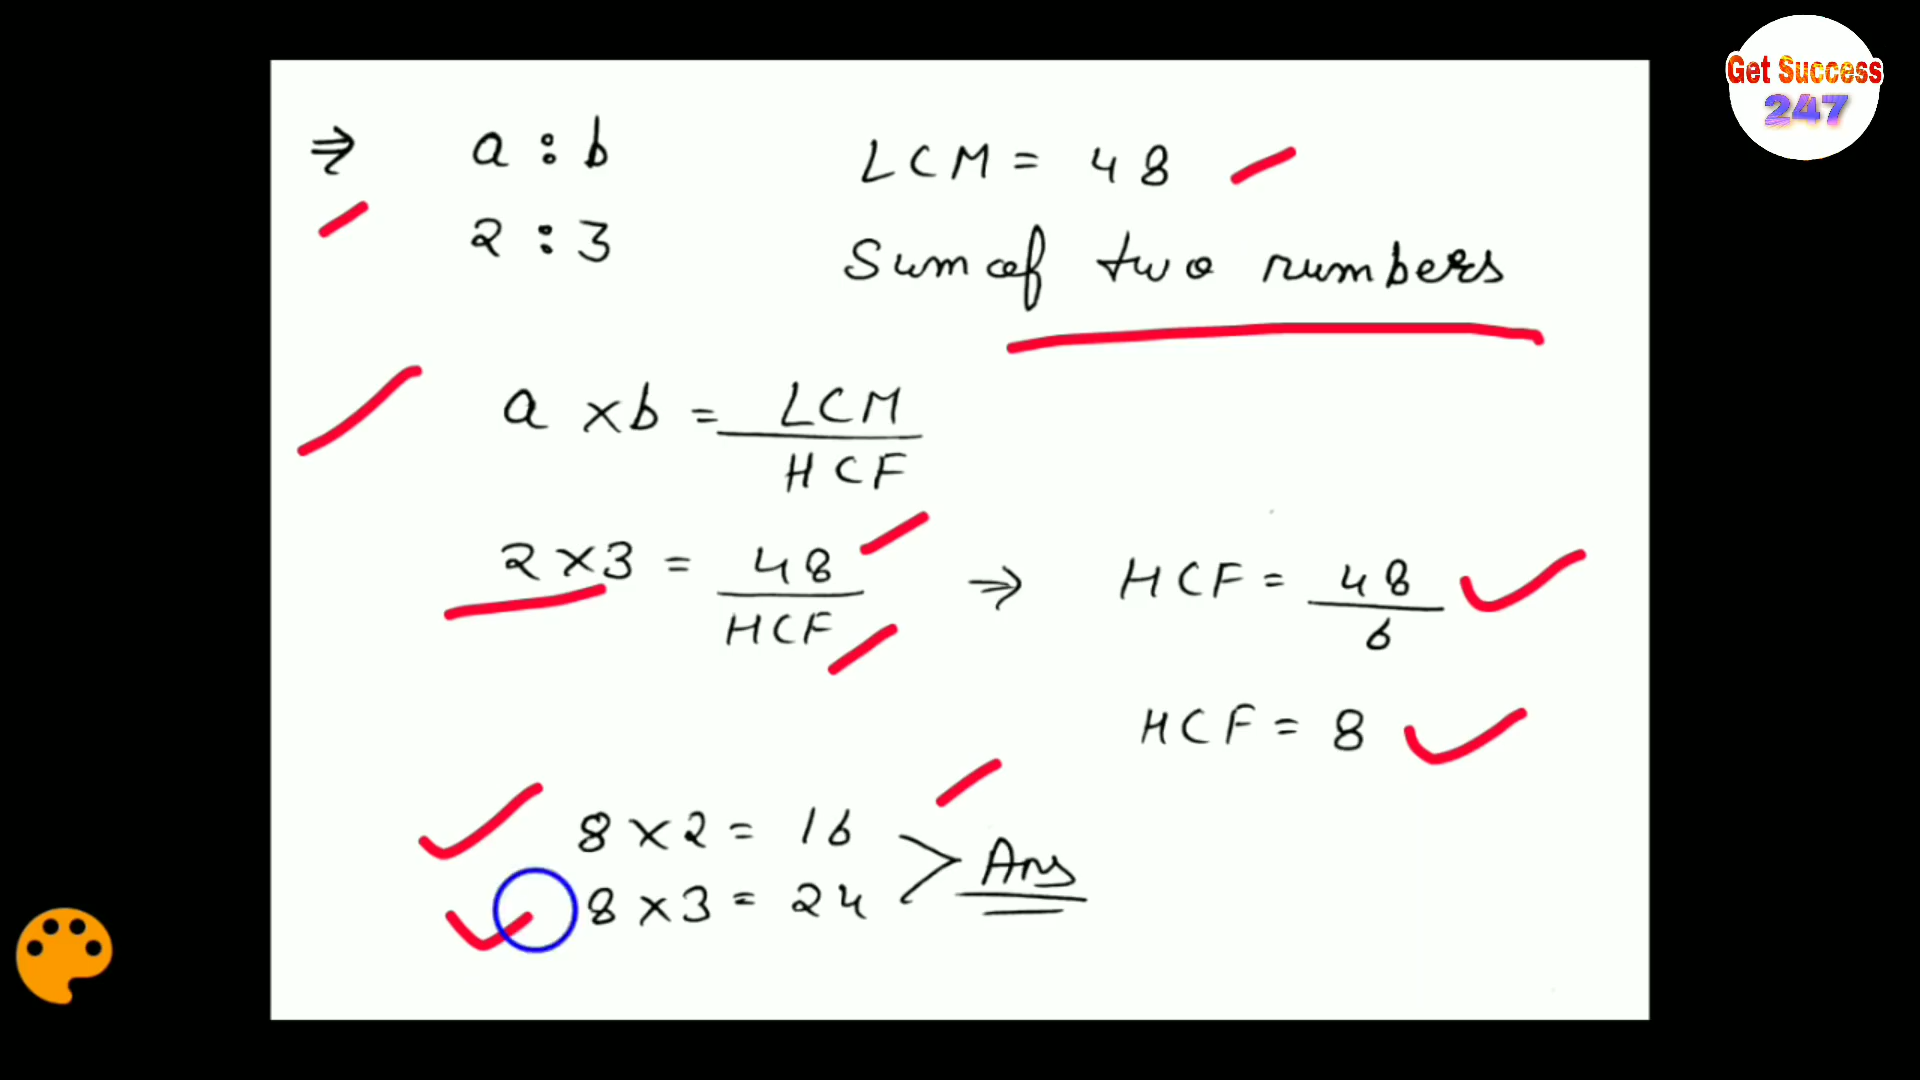 Get Success
247
⇒ a : b
2 : 3
LCM = 48
Sum of two numbers
a × b = LCM / HCF
2 × 3 = 48 / HCF ⇒ HCF = 48 / 6
HCF = 8
8 × 2 = 16
8 × 3 = 24 > Ans